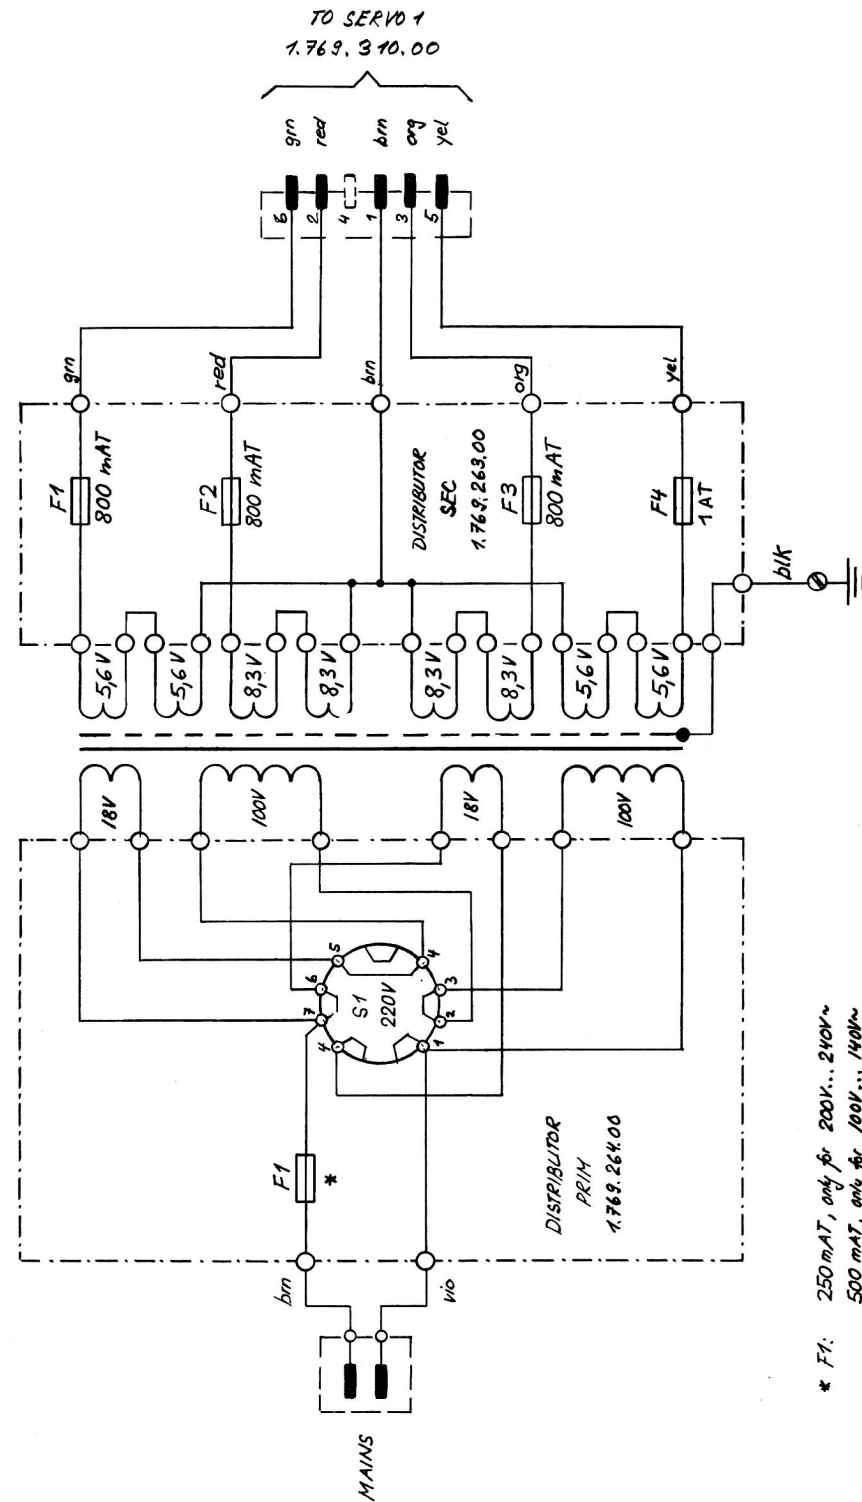 TO SERVO 1
1.769.310.00
grn
red
brn
org
yel
6
2
4
1
3
5
grn
red
brn
org
yel
F1
800 mAT
F2
800 mAT
DISTRIBUTOR
SEC
1.769.263.00
F3
800 mAT
F4
1 AT
blk
5,6V
5,6V
8,3V
8,3V
8,3V
8,3V
5,6V
5,6V
18V
100V
18V
100V
5
4
6
3
7
2
4
1
S1
220V
F1
*
DISTRIBUTOR
PRIM
1.769.264.00
brn
vio
MAINS
* F1: 250 mAT, only for 200V... 240V~
500 mAT, only for 100V... 140V~